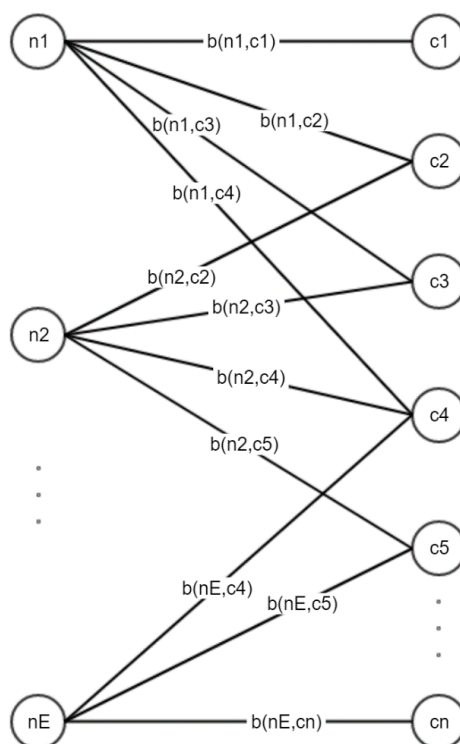 n1
b(n1,c1)
c1
b(n1,c2)
b(n1,c3)
c2
b(n1,c4)
b(n2,c2)
c3
b(n2,c3)
n2
b(n2,c4)
c4
b(n2,c5)
c5
b(nE,c4)
b(nE,c5)
nE
b(nE,cn)
cn